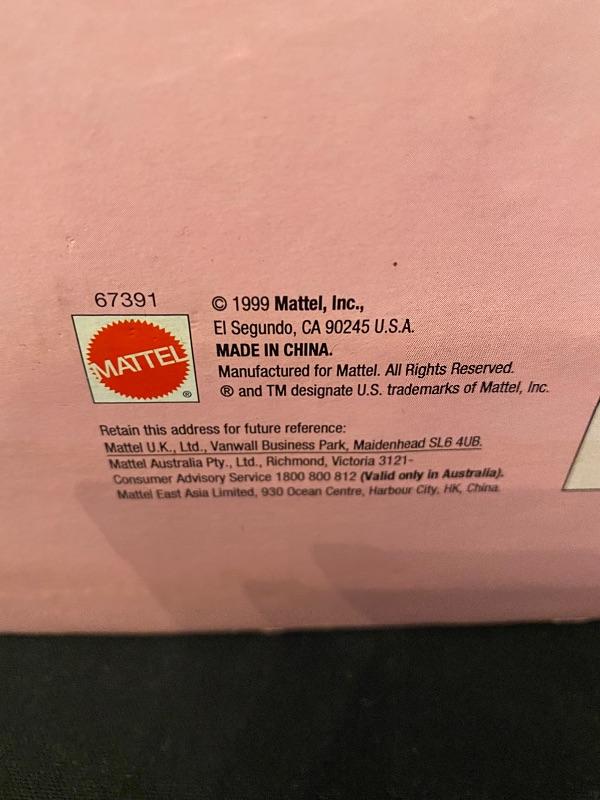 67391
MATTEL
®
© 1999 Mattel, Inc.,
El Segundo, CA 90245 U.S.A.
MADE IN CHINA.
Manufactured for Mattel. All Rights Reserved.
® and TM designate U.S. trademarks of Mattel, Inc.
Retain this address for future reference:
Mattel U.K., Ltd., Vanwall Business Park, Maidenhead SL6 4UB.
Mattel Australia Pty., Ltd., Richmond, Victoria 3121-
Consumer Advisory Service 1800 800 812 (Valid only in Australia).
Mattel East Asia Limited, 930 Ocean Centre, Harbour City, HK, China.